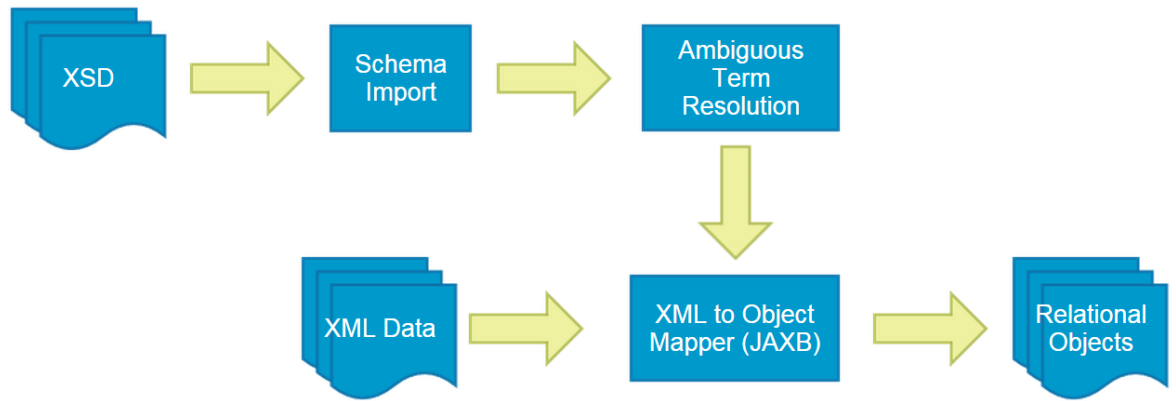 XSD
Schema
Import
Ambiguous
Term
Resolution
XML Data
XML to Object
Mapper (JAXB)
Relational
Objects